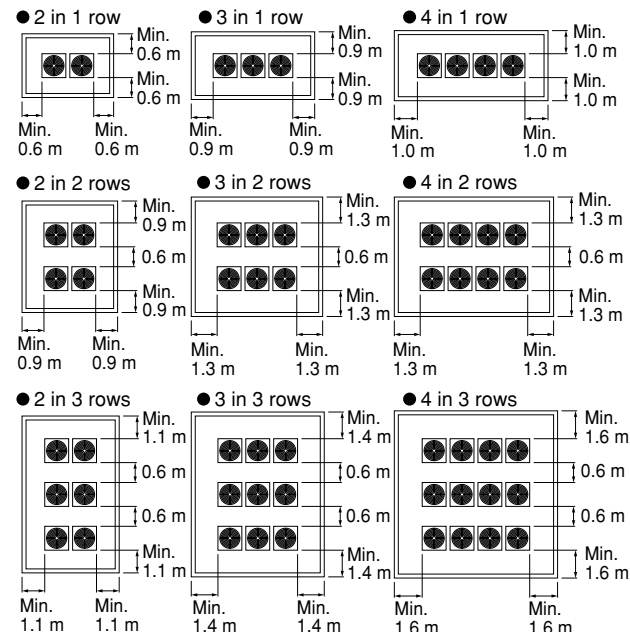 ● 2 in 1 row
Min.
0.6 m
Min.
0.6 m
Min.
0.6 m
Min.
0.6 m
● 3 in 1 row
Min.
0.9 m
Min.
0.9 m
Min.
0.9 m
Min.
0.9 m
● 4 in 1 row
Min.
1.0 m
Min.
1.0 m
Min.
1.0 m
Min.
1.0 m
● 2 in 2 rows
Min.
0.9 m
0.6 m
Min.
0.9 m
Min.
0.9 m
Min.
0.9 m
● 3 in 2 rows
Min.
1.3 m
0.6 m
Min.
1.3 m
Min.
1.3 m
Min.
1.3 m
● 4 in 2 rows
Min.
1.3 m
0.6 m
Min.
1.3 m
Min.
1.3 m
Min.
1.3 m
● 2 in 3 rows
Min.
1.1 m
0.6 m
0.6 m
Min.
1.1 m
Min.
1.1 m
Min.
1.1 m
● 3 in 3 rows
Min.
1.4 m
0.6 m
0.6 m
Min.
1.4 m
Min.
1.4 m
Min.
1.4 m
● 4 in 3 rows
Min.
1.6 m
0.6 m
0.6 m
Min.
1.6 m
Min.
1.6 m
Min.
1.6 m